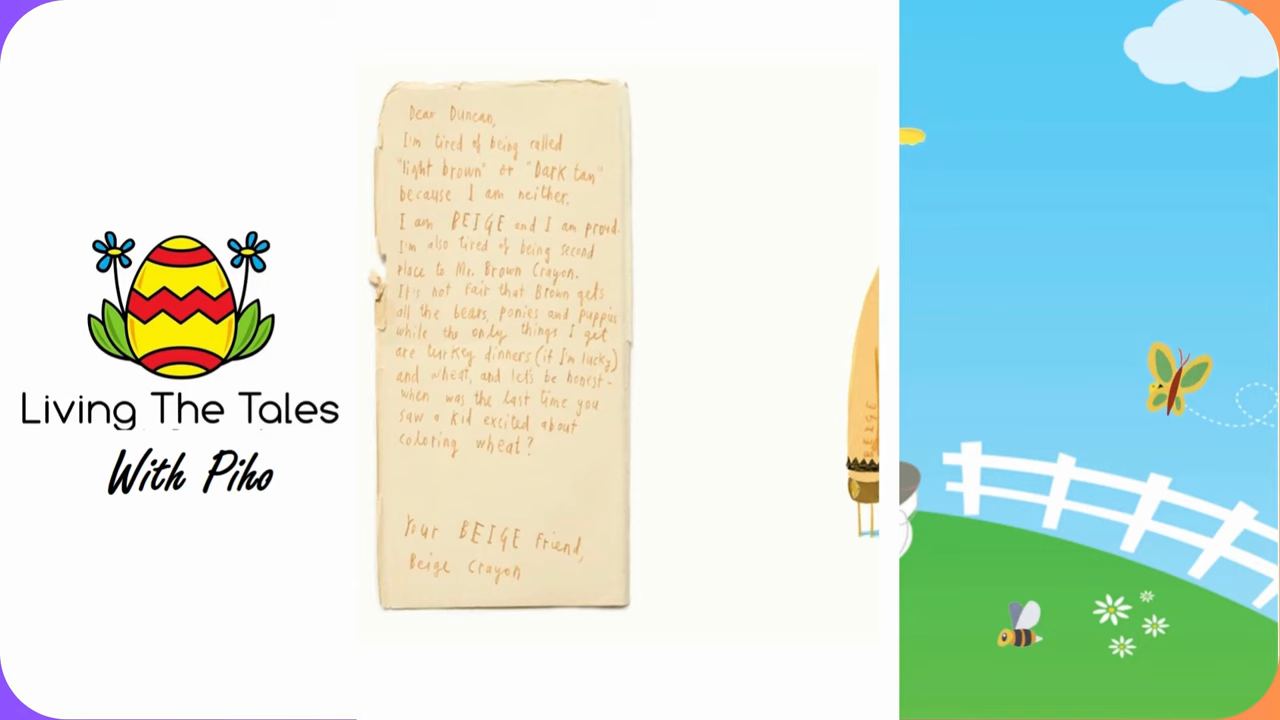 Living The Tales
With Piho
Dear Duncan,
I'm tired of being called
"light brown" or "Dark tan"
because I am neither.
I am BEIGE and I am proud.
I'm also tired of being second
place to Mr. Brown Crayon.
It's not fair that Brown gets
all the bears, ponies and puppies
while the only things I get
are turkey dinners (if I'm lucky)
and wheat, and let's be honest-
when was the last time you
saw a kid excited about
coloring wheat?
Your BEIGE friend,
Beige Crayon
BEIGE